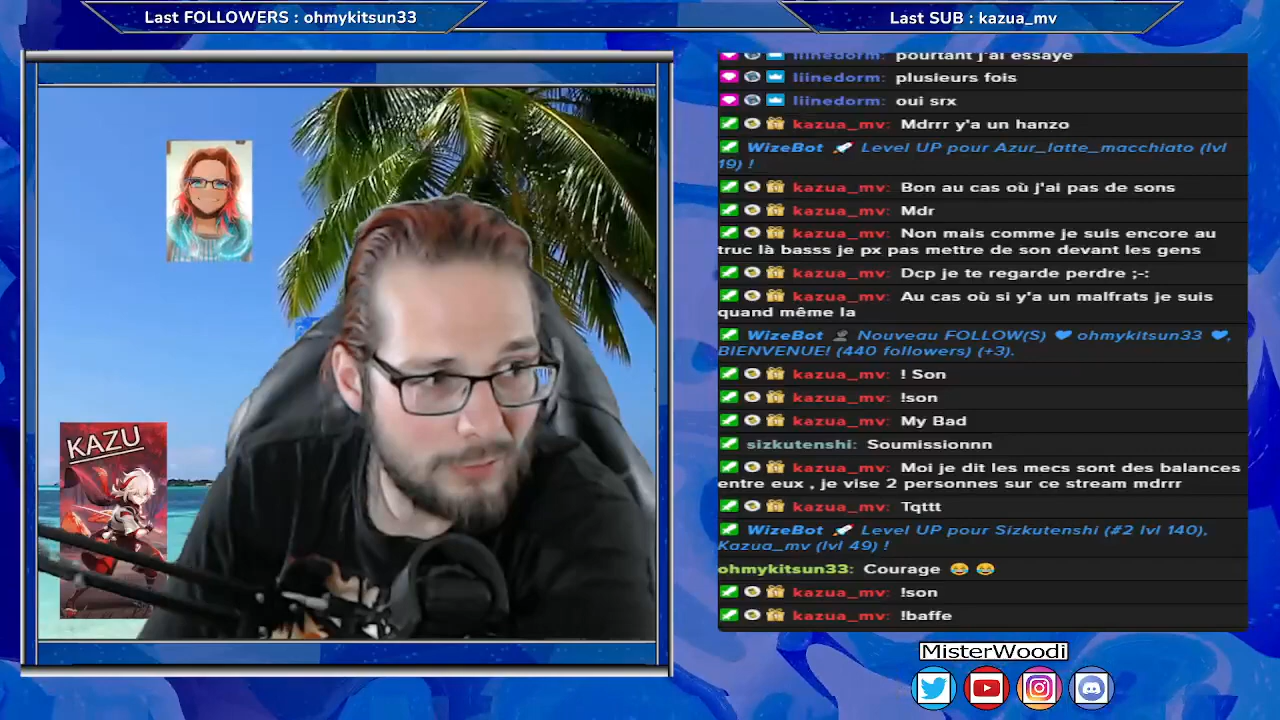 Last FOLLOWERS : ohmykitsun33
Last SUB : kazua_mv
KAZU
liinedorm: pourtant j'ai essayé
liinedorm: plusieurs fois
liinedorm: oui srx
kazua_mv: Mdrrr y'a un hanzo
WizeBot 🚀 Level UP pour Azur_latte_macchiato (lvl
19) !
kazua_mv: Bon au cas où j'ai pas de sons
kazua_mv: Mdr
kazua_mv: Non mais comme je suis encore au
truc là basss je px pas mettre de son devant les gens
kazua_mv: Dcp je te regarde perdre ;-:
kazua_mv: Au cas où si y'a un malfrats je suis
quand même la
WizeBot Nouveau FOLLOW(S) 💙 ohmykitsun33 💙,
BIENVENUE! (440 followers) (+3).
kazua_mv: ! Son
kazua_mv: !son
kazua_mv: My Bad
sizkutenshi: Soumissionnn
kazua_mv: Moi je dit les mecs sont des balances
entre eux , je vise 2 personnes sur ce stream mdrrr
kazua_mv: Tqttt
WizeBot 🚀 Level UP pour Sizkutenshi (#2 lvl 140),
Kazua_mv (lvl 49) !
ohmykitsun33: Courage 😂 😂
kazua_mv: !son
kazua_mv: !baffe
MisterWoodi